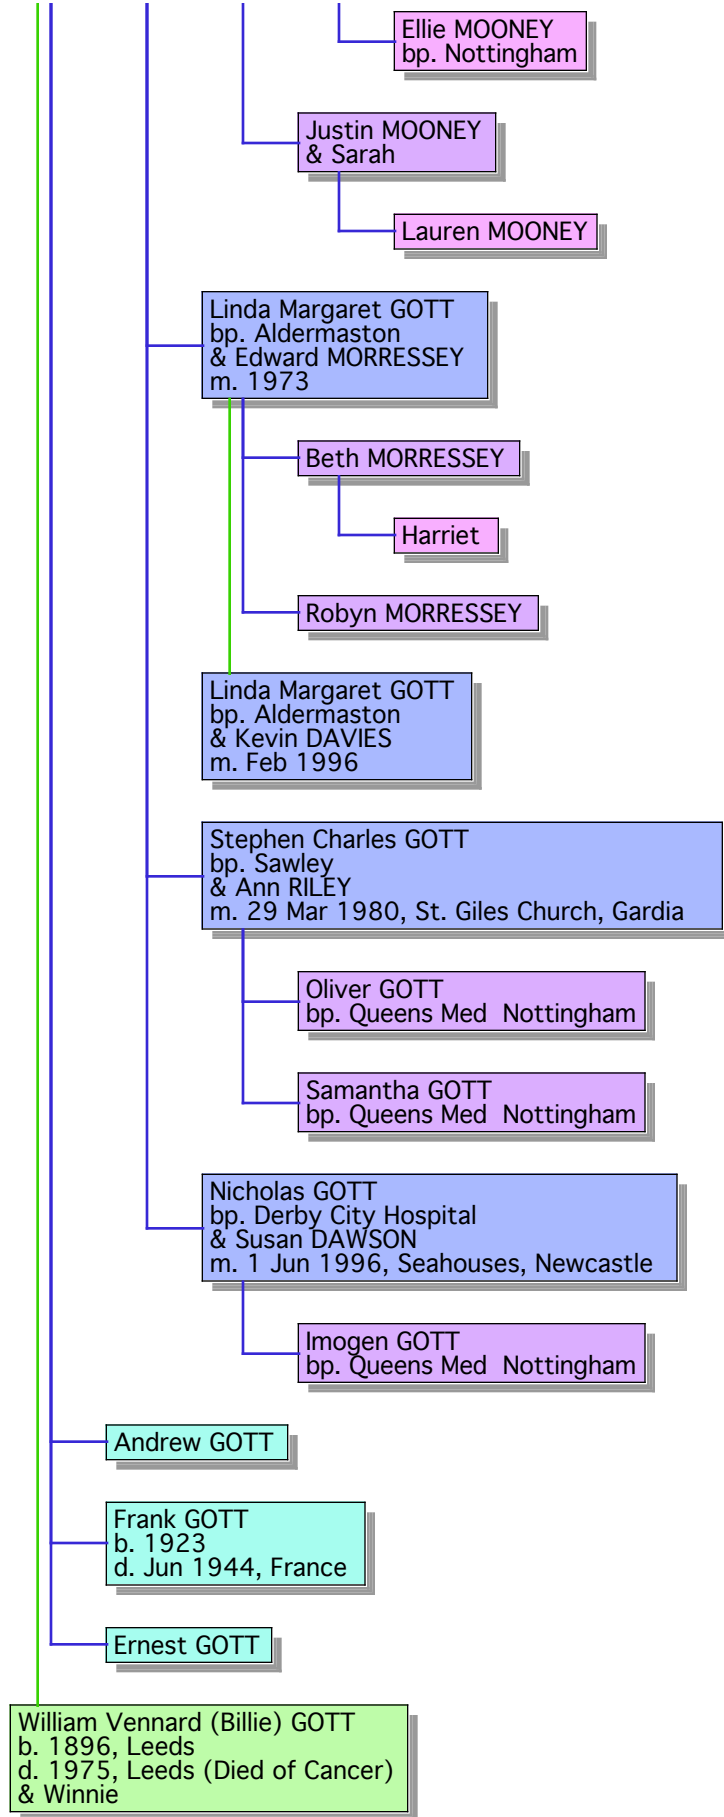 Ellie MOONEY
bp. Nottingham
Justin MOONEY
& Sarah
Lauren MOONEY
Linda Margaret GOTT
bp. Aldermaston
& Edward MORRESSEY
m. 1973
Beth MORRESSEY
Harriet
Robyn MORRESSEY
Linda Margaret GOTT
bp. Aldermaston
& Kevin DAVIES
m. Feb 1996
Stephen Charles GOTT
bp. Sawley
& Ann RILEY
m. 29 Mar 1980, St. Giles Church, Gardia
Oliver GOTT
bp. Queens Med  Nottingham
Samantha GOTT
bp. Queens Med  Nottingham
Nicholas GOTT
bp. Derby City Hospital
& Susan DAWSON
m. 1 Jun 1996, Seahouses, Newcastle
Imogen GOTT
bp. Queens Med  Nottingham
Andrew GOTT
Frank GOTT
b. 1923
d. Jun 1944, France
Ernest GOTT
William Vennard (Billie) GOTT
b. 1896, Leeds
d. 1975, Leeds (Died of Cancer)
& Winnie